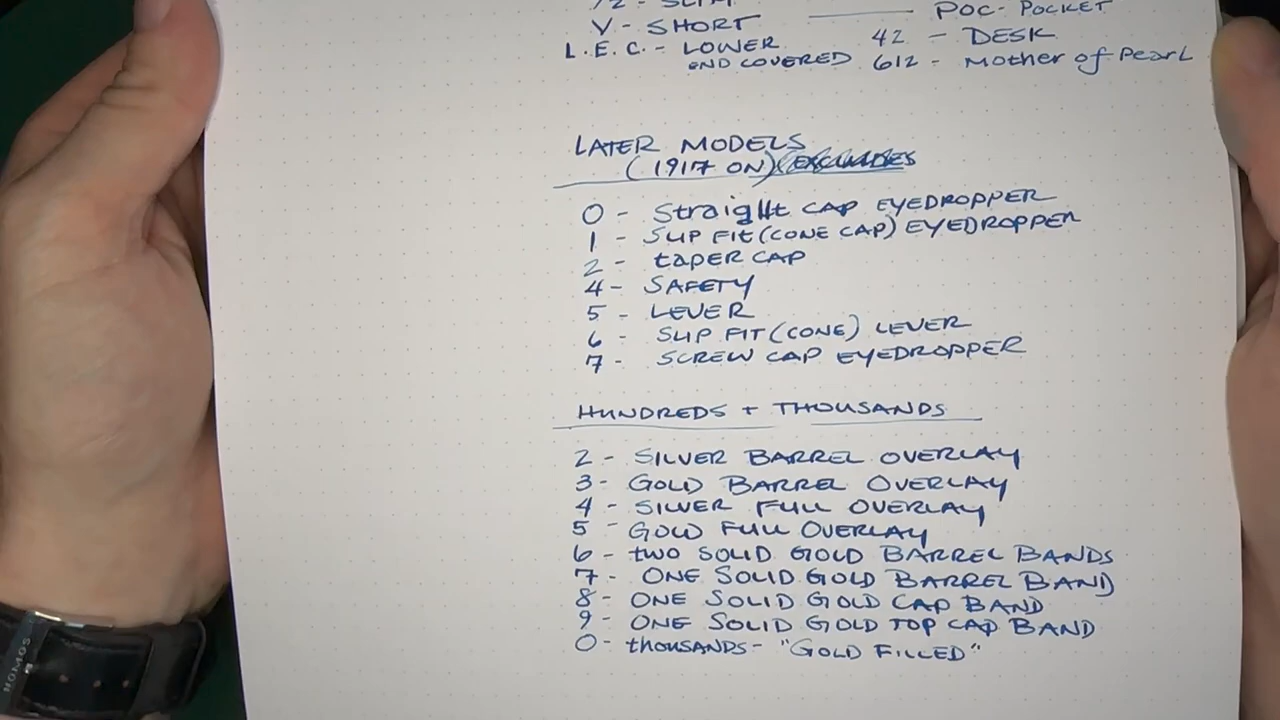 V - SHORT
POC - POCKET
L.E.C. - LOWER END COVERED
42 - DESK
612 - Mother of Pearl
LATER MODELS
(1917 ON)
0 - Straight CAP EYEDROPPER
1 - SLIP FIT (CONE CAP) EYEDROPPER
2 - taper CAP
4 - SAFETY
5 - LEVER
6 - SLIP FIT (CONE) LEVER
7 - SCREW CAP EYEDROPPER
HUNDREDS + THOUSANDS
2 - SILVER BARREL OVERLAY
3 - GOLD BARREL OVERLAY
4 - SILVER FULL OVERLAY
5 - GOLD FULL OVERLAY
6 - TWO SOLID GOLD BARREL BANDS
7 - ONE SOLID GOLD BARREL BAND
8 - ONE SOLID GOLD CAP BAND
9 - ONE SOLID GOLD TOP CAP BAND
0 - thousands - "GOLD FILLED"
HOMOS